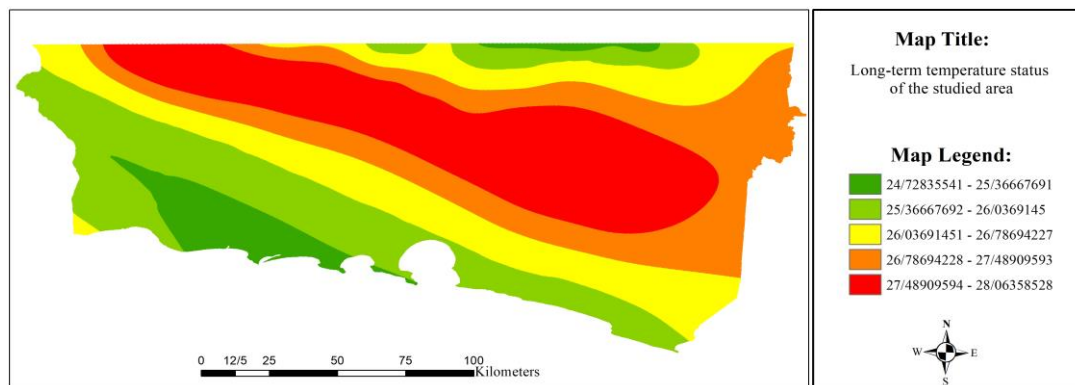 Map Title:
Long-term temperature status
of the studied area
Map Legend:
24/72835541 - 25/36667691
25/36667692 - 26/0369145
26/03691451 - 26/78694227
26/78694228 - 27/48909593
27/48909594 - 28/06358528
N
W E
S
0 12/5 25 50 75 100
Kilometers